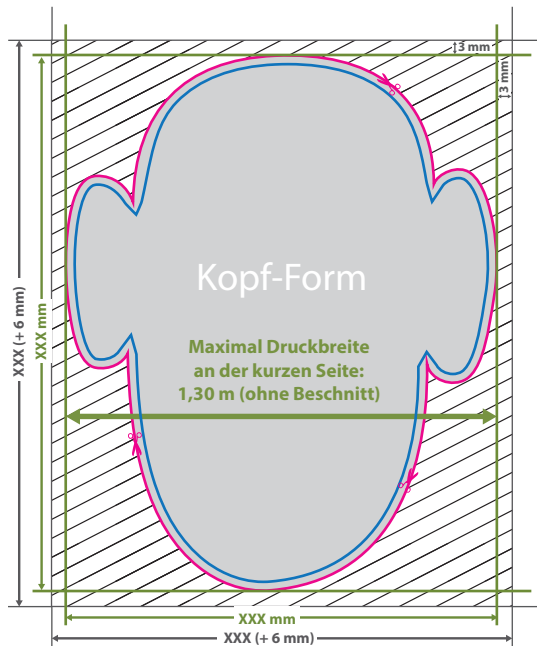 3 mm
3 mm
XXX (+ 6 mm)
XXX mm
Kopf-Form
Maximal Druckbreite
an der kurzen Seite:
1,30 m (ohne Beschnitt)
XXX mm
XXX (+ 6 mm)